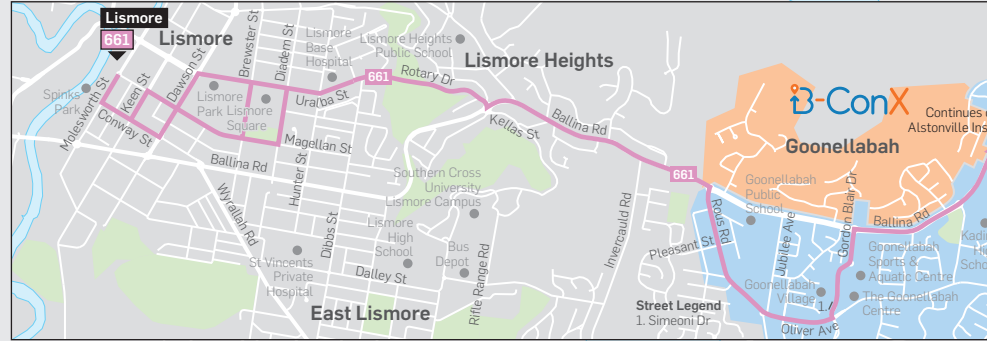 Lismore
661
Lismore
Spinks
Park
Molesworth St
Keen St
Conway St
Dawson St
Brewster St
Diadem St
Lismore
Base
Hospital
Lismore Heights
Public School
Lismore Heights
Lismore
Park
Lismore
Square
Uralba St
661
Rotary Dr
Magellan St
Ballina Rd
Kellas St
Ballina Rd
Wyrallan Rd
Hunter St
Dibbs St
Southern Cross
University
Lismore Campus
Lismore
High
School
Bus
Depot
St Vincents
Private
Hospital
Dalley St
East Lismore
Rifle Range Rd
Invercauld Rd
Pleasant St
Street Legend
1. Simeoni Dr
661
Rous Rd
B-ConX
Goonellabah
Continues
Alstonville
Goonellabah
Public
School
Jubilee Ave
Gordon Blair Dr
Ballina Rd
Goonellabah
Sports &
Aquatic Centre
Goonellabah
Village
1.
The Goonellabah
Centre
Oliver Ave